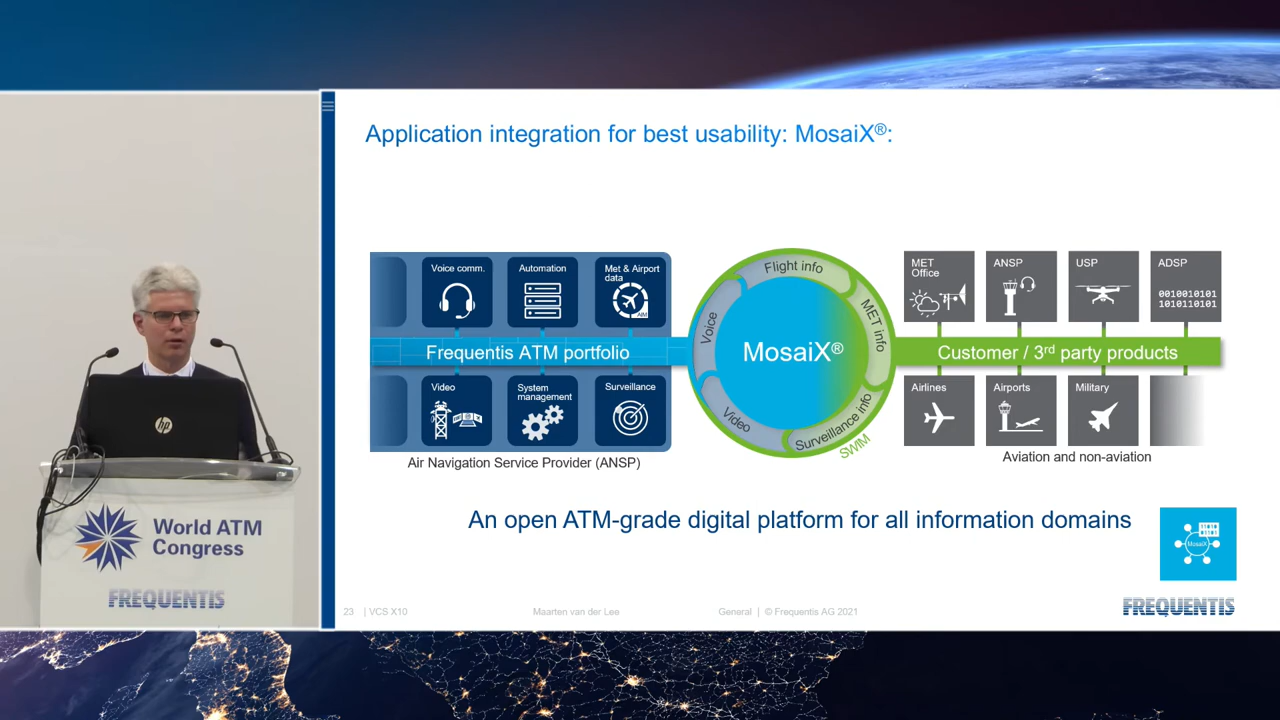 Application integration for best usability: MosaiX®:
Voice comm.
Automation
Met & Airport
data
AIM
Frequentis ATM portfolio
Video
System
management
Surveillance
Air Navigation Service Provider (ANSP)
Flight info
MET info
Surveillance info
Video
Voice
MosaiX®
SWIM
MET
Office
ANSP
USP
ADSP
0010010101
1010110101
Customer / 3rd party products
Airlines
Airports
Military
Aviation and non-aviation
An open ATM-grade digital platform for all information domains
MosaiX
23 | VCS X10
Maarten van der Lee
General | © Frequentis AG 2021
FREQUENTIS
hp
World ATM
Congress
FREQUENTIS